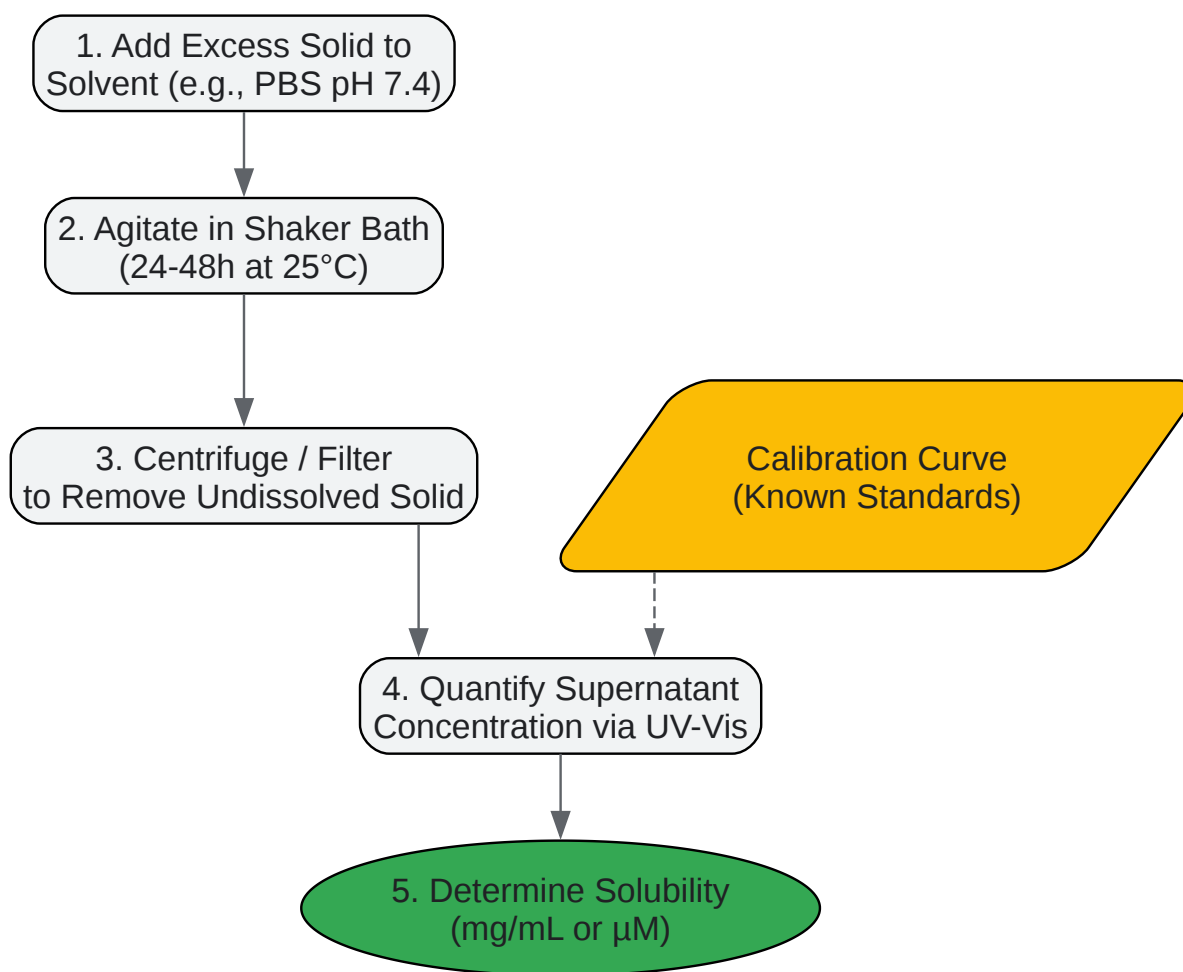 1. Add Excess Solid to
Solvent (e.g., PBS pH 7.4)
2. Agitate in Shaker Bath
(24-48h at 25°C)
3. Centrifuge / Filter
to Remove Undissolved Solid
Calibration Curve
(Known Standards)
4. Quantify Supernatant
Concentration via UV-Vis
5. Determine Solubility
(mg/mL or µM)